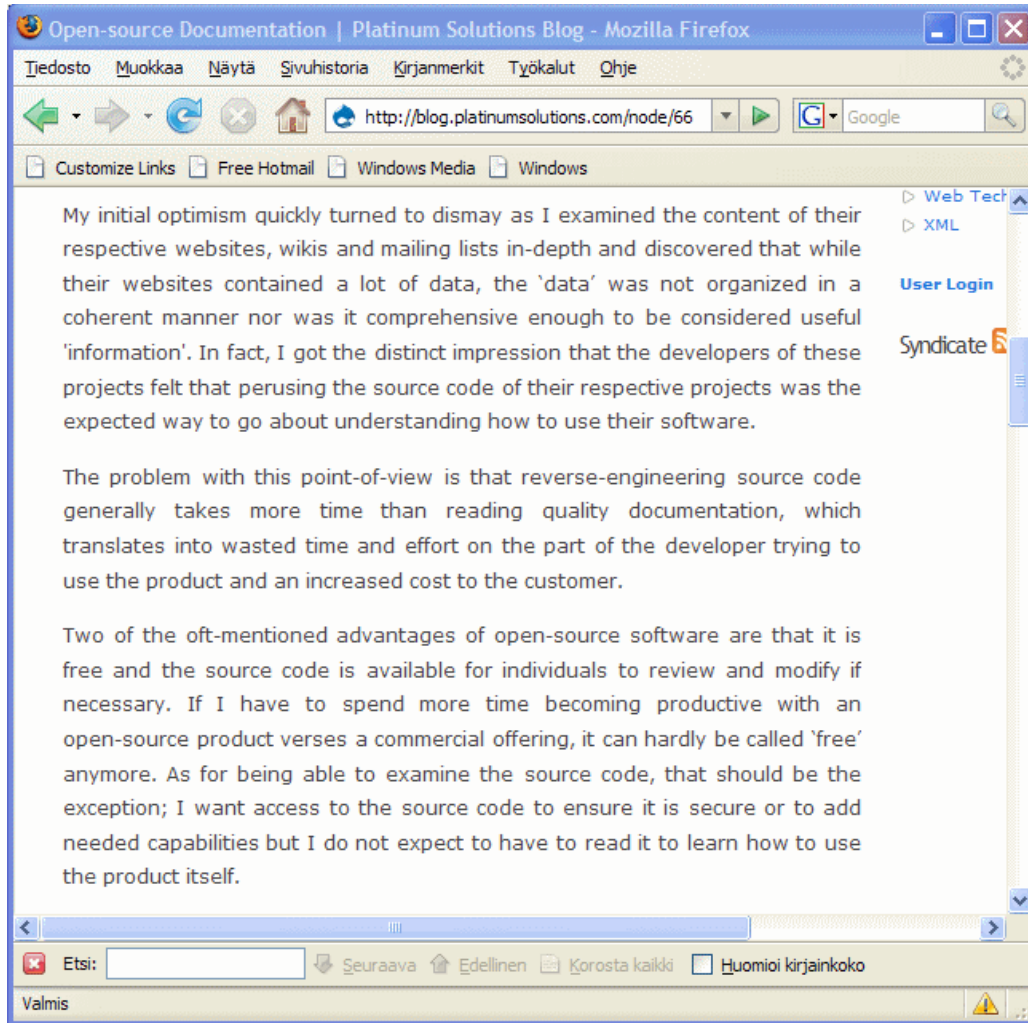 Open-source Documentation | Platinum Solutions Blog - Mozilla Firefox
Tiedosto Muokkaa Näytä Sivuhistoria Kirjanmerkit Työkalut Ohje
http://blog.platinumsolutions.com/node/66 G Google
Customize Links Free Hotmail Windows Media Windows
My initial optimism quickly turned to dismay as I examined the content of their
respective websites, wikis and mailing lists in-depth and discovered that while
their websites contained a lot of data, the `data´ was not organized in a
coherent manner nor was it comprehensive enough to be considered useful
'information'. In fact, I got the distinct impression that the developers of these
projects felt that perusing the source code of their respective projects was the
expected way to go about understanding how to use their software.
The problem with this point-of-view is that reverse-engineering source code
generally takes more time than reading quality documentation, which
translates into wasted time and effort on the part of the developer trying to
use the product and an increased cost to the customer.
Two of the oft-mentioned advantages of open-source software are that it is
free and the source code is available for individuals to review and modify if
necessary. If I have to spend more time becoming productive with an
open-source product verses a commercial offering, it can hardly be called `free´
anymore. As for being able to examine the source code, that should be the
exception; I want access to the source code to ensure it is secure or to add
needed capabilities but I do not expect to have to read it to learn how to use
the product itself.
Web Tech
XML
User Login
Syndicate
Etsi: Seuraava Edellinen Korosta kaikki Huomioi kirjainkoko
Valmis